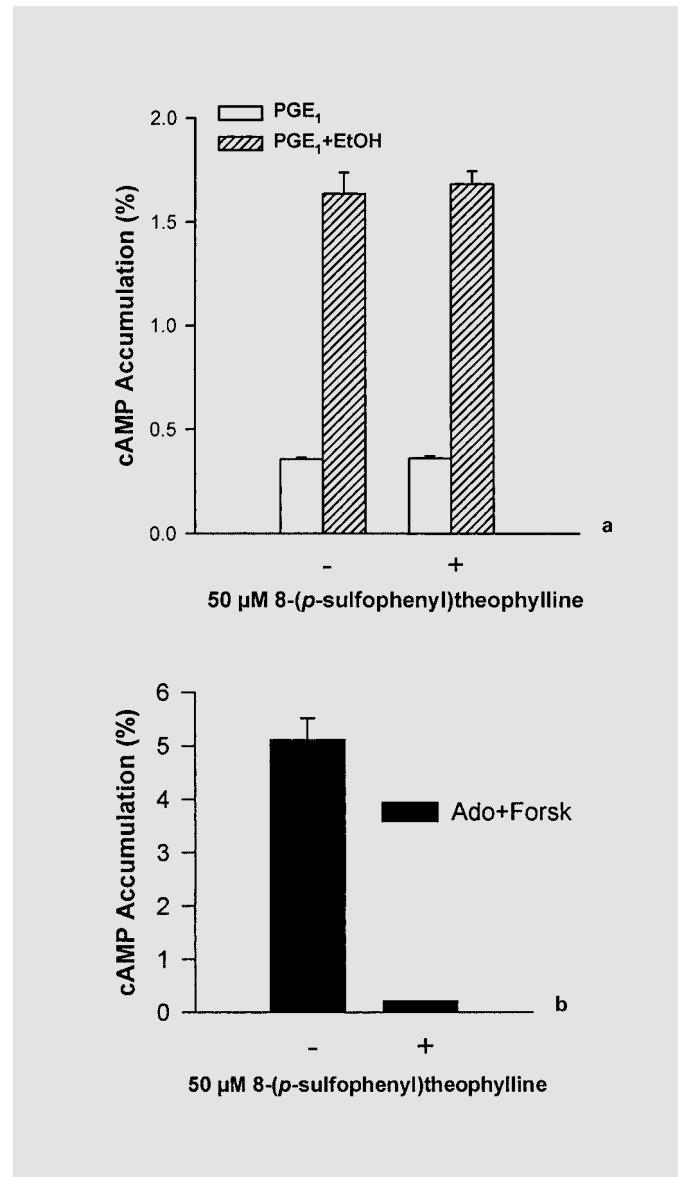 PGE₁
PGE₁+EtOH
2.0
1.5
1.0
0.5
0.0
cAMP Accumulation (%)
a
- +
50 µM 8-(p-sulfophenyl)theophylline
6
5
4
3
2
1
0
cAMP Accumulation (%)
Ado+Forsk
b
- +
50 µM 8-(p-sulfophenyl)theophylline